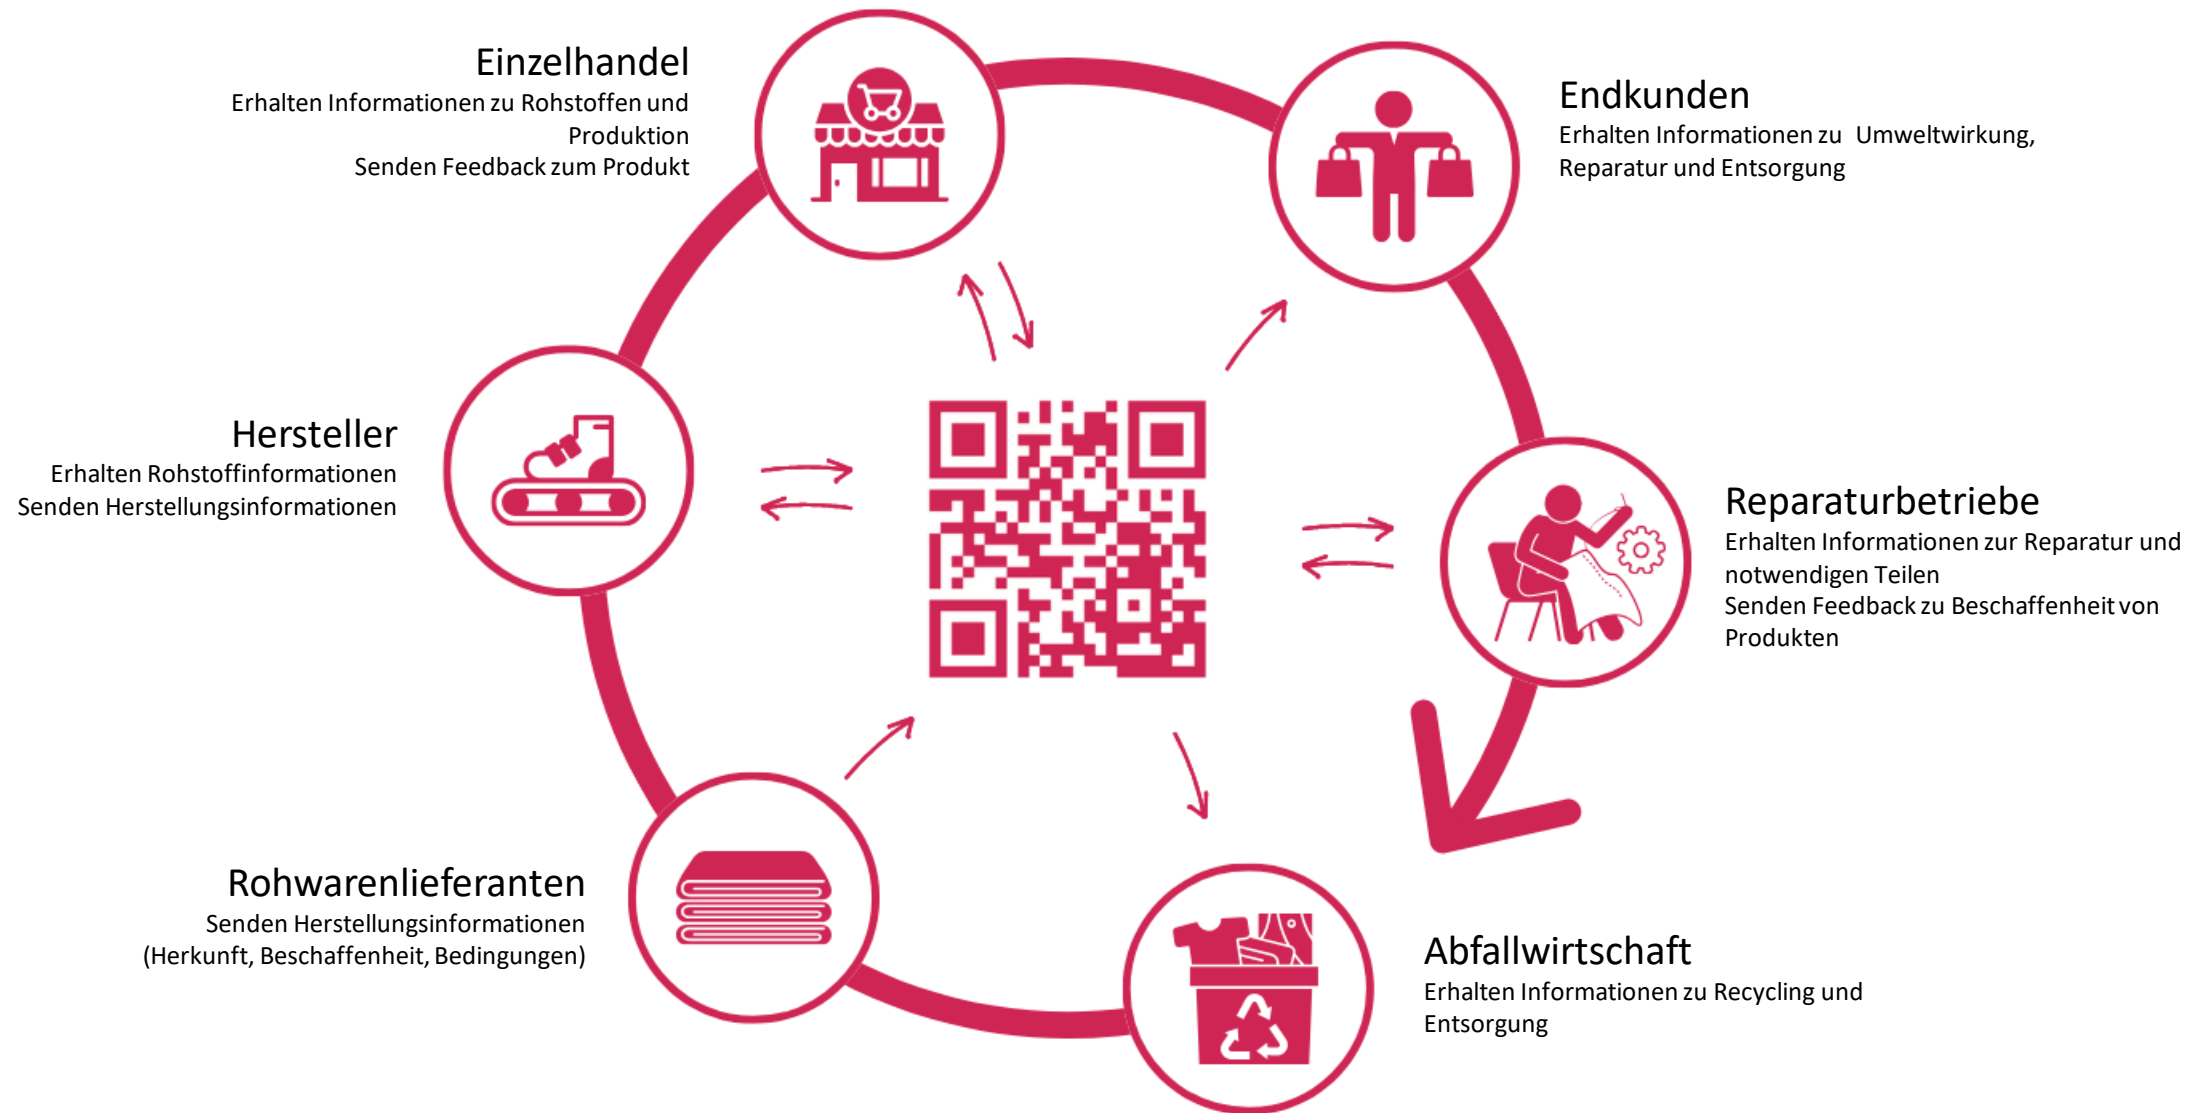 Einzelhandel
Erhalten Informationen zu Rohstoffen und
Produktion
Senden Feedback zum Produkt
Endkunden
Erhalten Informationen zu Umweltwirkung,
Reparatur und Entsorgung
Hersteller
Erhalten Rohstoffinformationen
Senden Herstellungsinformationen
Reparaturbetriebe
Erhalten Informationen zur Reparatur und
notwendigen Teilen
Senden Feedback zu Beschaffenheit von
Produkten
Rohwarenlieferanten
Senden Herstellungsinformationen
(Herkunft, Beschaffenheit, Bedingungen)
Abfallwirtschaft
Erhalten Informationen zu Recycling und
Entsorgung